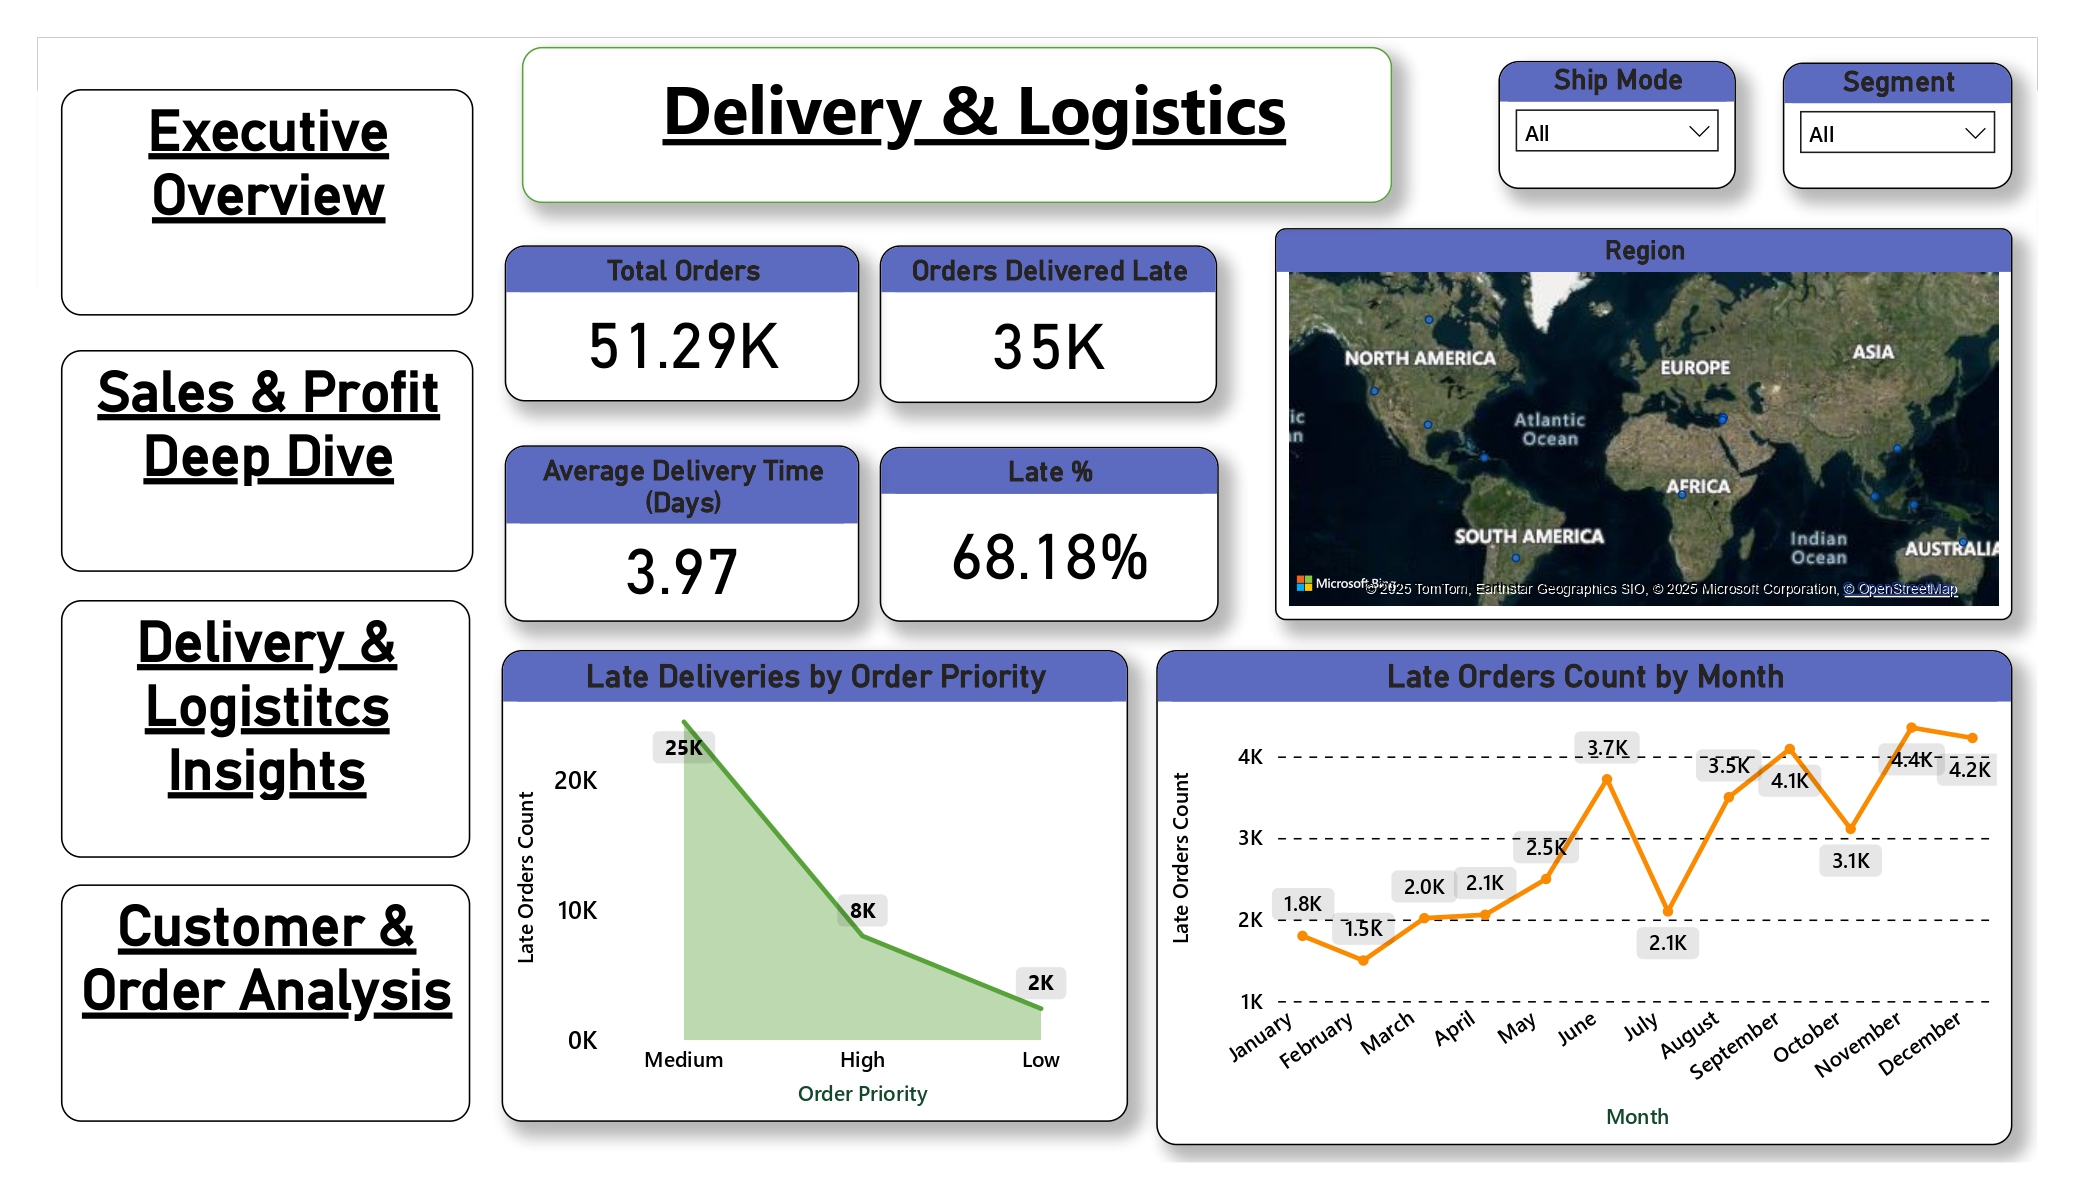 Executive
Overview
Sales & Profit
Deep Dive
Delivery &
Logistitcs
Insights
Customer &
Order Analysis
Delivery & Logistics
Ship Mode
All
Segment
All
Total Orders
51.29K
Orders Delivered Late
35K
Average Delivery Time
(Days)
3.97
Late %
68.18%
Region
NORTH AMERICA
EUROPE
ASIA
ic
n
Atlantic
Ocean
AFRICA
SOUTH AMERICA
Indian
Ocean
AUSTRALIA
Microsoft Bing
© 2025 TomTom, Earthstar Geographics SIO, © 2025 Microsoft Corporation, © OpenStreetMap
Late Deliveries by Order Priority
Late Orders Count
20K
10K
0K
25K
8K
2K
Medium
High
Low
Order Priority
Late Orders Count by Month
Late Orders Count
4K
3K
2K
1K
1.8K
1.5K
2.0K
2.1K
2.5K
3.7K
2.1K
3.5K
4.1K
3.1K
4.4K
4.2K
January
February
March
April
May
June
July
August
September
October
November
December
Month